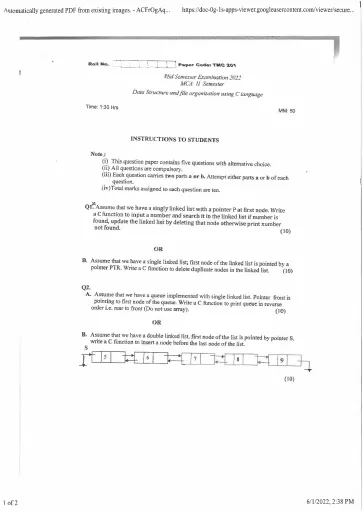 Automatically generated PDF from existing images. - ACFrOgAq...
https://doc-0g-1s-apps-viewer.googleusercontent.com/viewer/secure...
Roll No. Paper Code: TMC 201
Mid Semester Examination 2022
MCA II Semester
Data Structure and file organization using C language
Time: 1:30 Hrs
MM: 50
INSTRUCTIONS TO STUDENTS
Note:
(i) This question paper contains five questions with alternative choice.
(ii) All questions are compulsory.
(iii) Each question carries two parts a or b. Attempt either parts a or b of each
question.
(iv) Total marks assigned to each question are ten.
Q1. Assume that we have a singly linked list with a pointer P at first node. Write
a C function to input a number and search it to the linked list if number is
found, update the linked list by deleting that node otherwise print number
not found. (10)
OR
B. Assume that we have a single linked list; first node of the linked list is pointed by a
pointer PTR. Write a C function to delete duplicate nodes in the linked list. (10)
Q2.
A. Assume that we have a queue implemented with single linked list. Pointer front is
pointing to first node of the queue. Write a C function to print queue in reverse
order i.e. rear to front (Do not use array). (10)
OR
B. Assume that we have a double linked list, first node of the list is pointed by pointer S,
write a C function to insert a node before the last node of the list.
S
5 6 7 8 9
(10)
1 of 2
6/1/2022, 2:38 PM